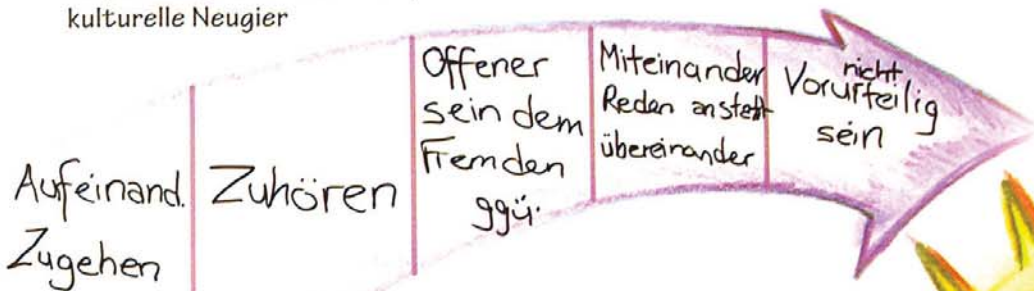 kulturelle Neugier
Aufeinand.
Zugehen
Zuhören
Offener
sein dem
Fremden
ggü.
Miteinander
Reden anstatt
übereinander
nicht
Vorurteilig
sein